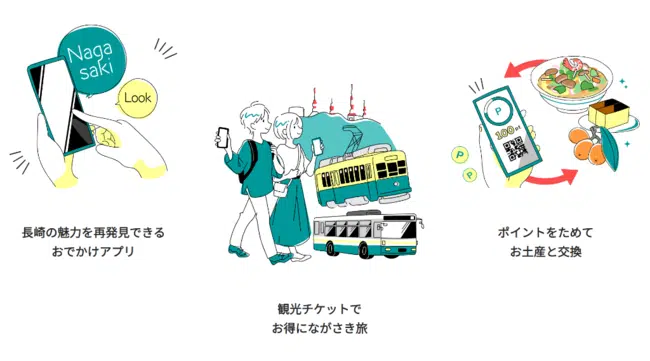 Naga
saki
Look
長崎の魅力を再発見できる
おでかけアプリ
観光チケットで
お得にながさき旅
P
100pt
P
P
ポイントをためて
お土産と交換